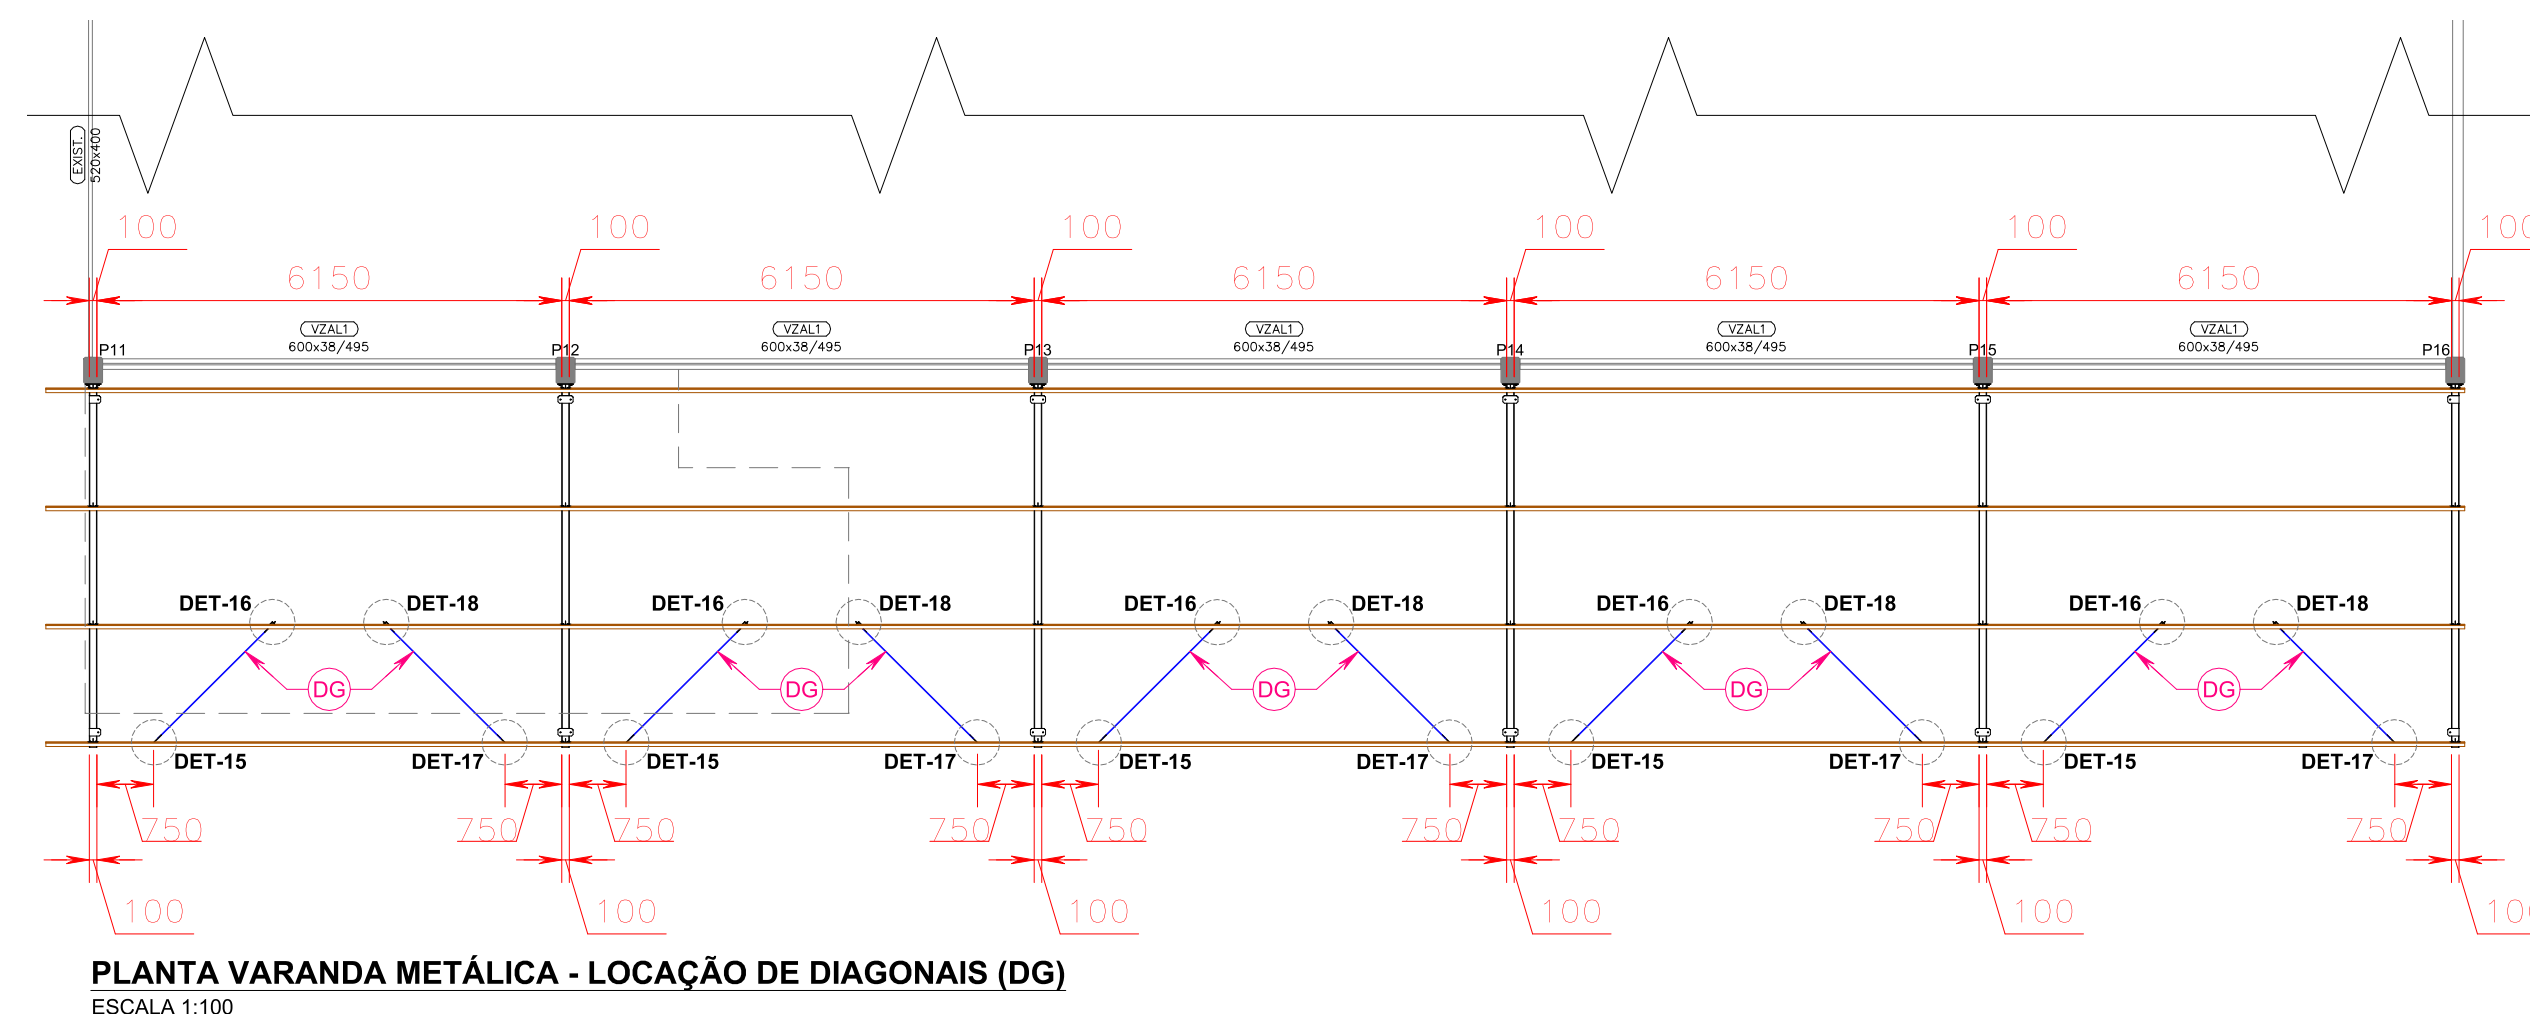 EXIST.
520x400
100 100 100 100 100
6150 6150 6150 6150 6150
VZAL1 VZAL1 VZAL1 VZAL1 VZAL1
600x38/495 600x38/495 600x38/495 600x38/495 600x38/495
P11 P12 P13 P14 P15 P16
DET-16 DET-18 DET-16 DET-18 DET-16 DET-18 DET-16 DET-18 DET-16 DET-18
DG DG DG DG DG
DET-15 DET-17 DET-15 DET-17 DET-15 DET-17 DET-15 DET-17 DET-15 DET-17
750 750 750 750 750 750 750 750 750 750
100 100 100 100 100
PLANTA VARANDA METÁLICA - LOCAÇÃO DE DIAGONAIS (DG)
ESCALA 1:100